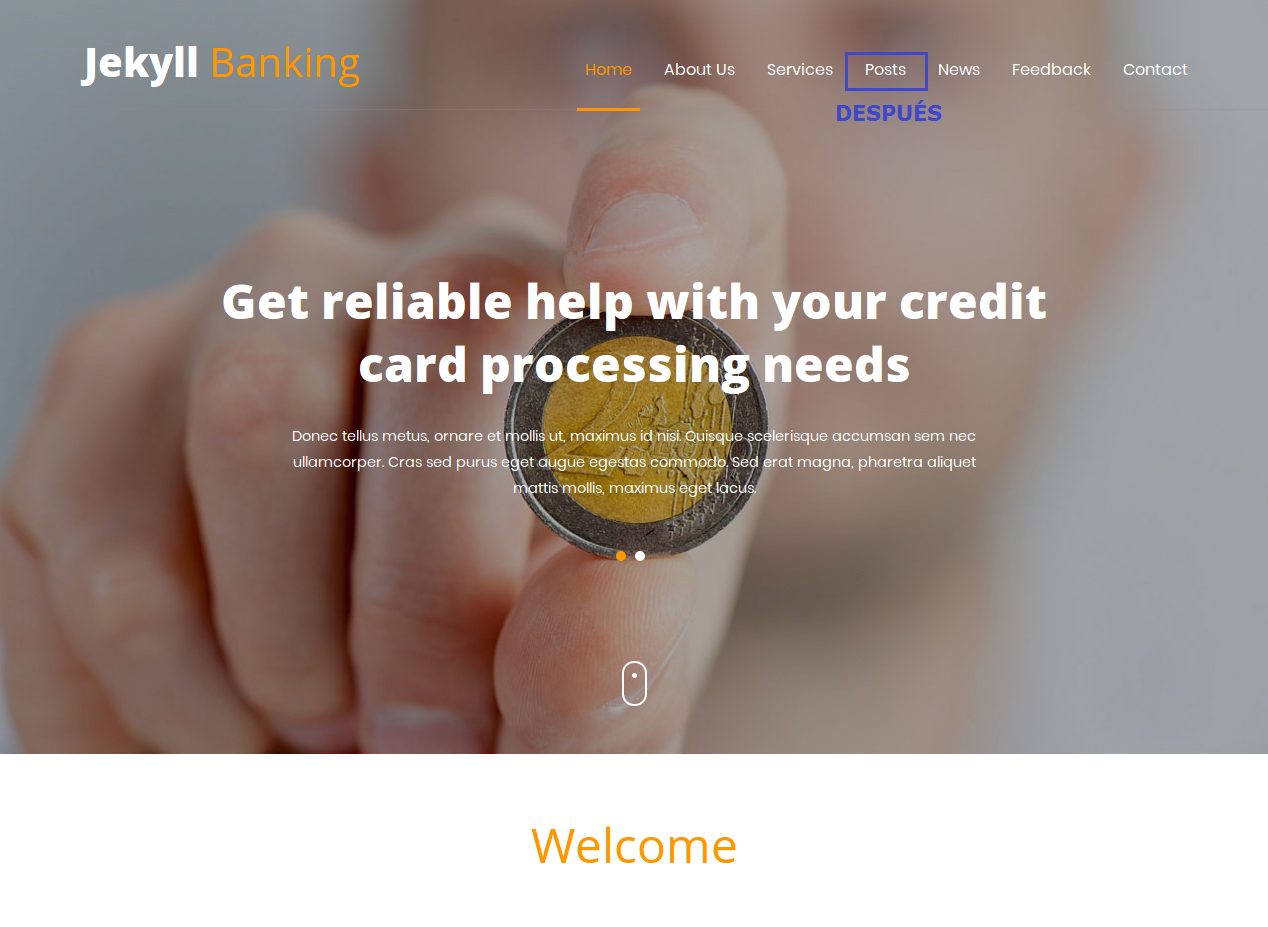 Jekyll Banking
Home About Us Services Posts News Feedback Contact
DESPUÉS
Get reliable help with your credit
card processing needs
Donec tellus metus, ornare et mollis ut, maximus id nisi. Quisque scelerisque accumsan sem nec
ullamcorper. Cras sed purus eget augue egestas commodo. Sed erat magna, pharetra aliquet
mattis mollis, maximus eget lacus.
Welcome